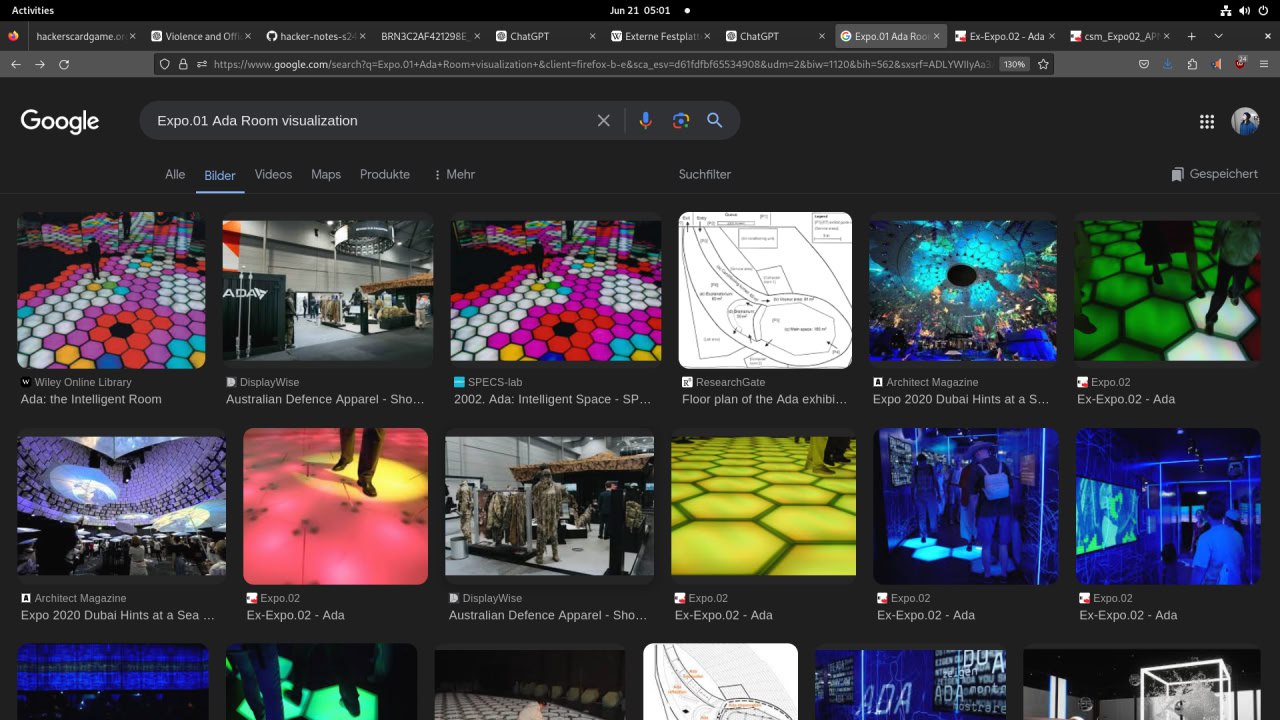 Activities
Jun 21 05:01
hackerscardgame.or
Violence and Offi
hacker-notes-s24
BRN3C2AF421298E
ChatGPT
Externe Festplatt
ChatGPT
Expo.01 Ada Roo
Ex-Expo.02 - Ada
csm_Expo02_API
https://www.google.com/search?q=Expo.01+Ada+Room+visualization+&client=firefox-b-e&sca_esv=d61fdfbf65534908&udm=2&biw=1120&bih=562&sxsrf=ADLYWIIyAa3
130%
24
Google
Expo.01 Ada Room visualization
Alle
Bilder
Videos
Maps
Produkte
Mehr
Suchfilter
Gespeichert
ADA
Wiley Online Library
Ada: the Intelligent Room
DisplayWise
Australian Defence Apparel - Sho...
SPECS-lab
2002. Ada: Intelligent Space - SP...
ResearchGate
Floor plan of the Ada exhibi...
Architect Magazine
Expo 2020 Dubai Hints at a S...
Expo.02
Ex-Expo.02 - Ada
Architect Magazine
Expo 2020 Dubai Hints at a Sea ...
Expo.02
Ex-Expo.02 - Ada
DisplayWise
Australian Defence Apparel - Sho...
Expo.02
Ex-Expo.02 - Ada
Expo.02
Ex-Expo.02 - Ada
Expo.02
Ex-Expo.02 - Ada
ADA
ADA